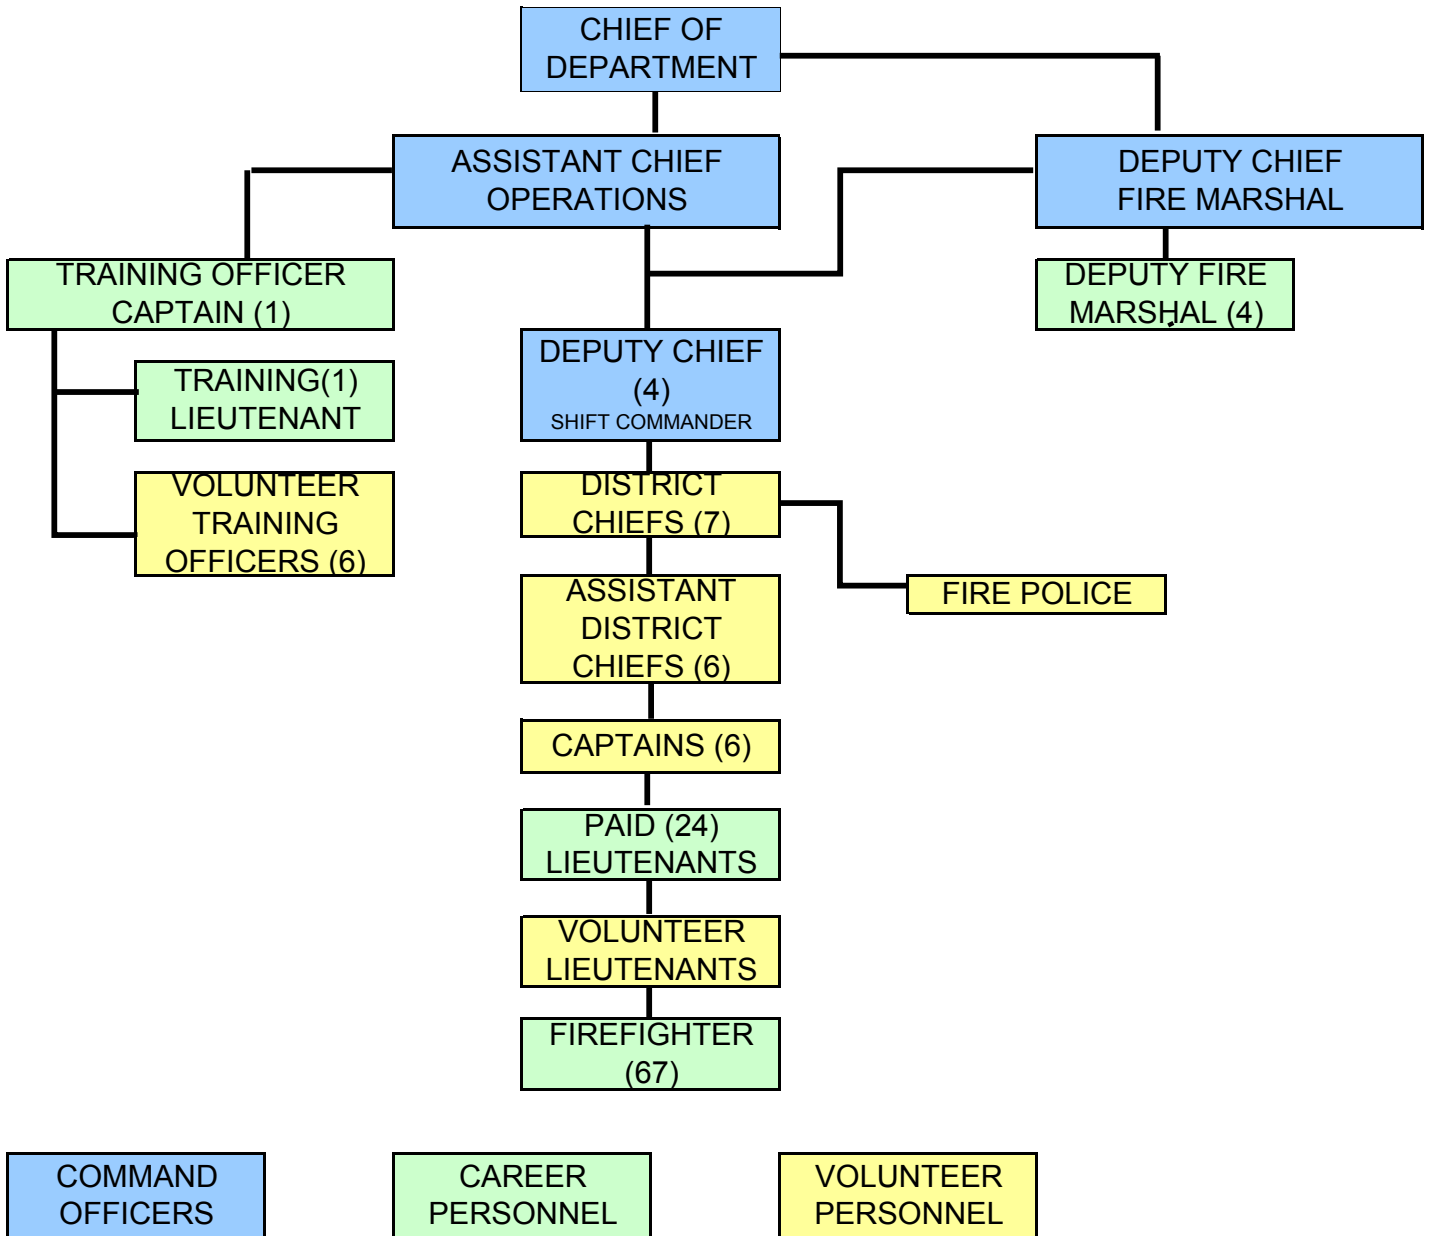 CHIEF OF
DEPARTMENT
ASSISTANT CHIEF
OPERATIONS
DEPUTY CHIEF
FIRE MARSHAL
TRAINING OFFICER
CAPTAIN (1)
DEPUTY FIRE
MARSHAL (4)
DEPUTY CHIEF
(4)
SHIFT COMMANDER
TRAINING(1)
LIEUTENANT
VOLUNTEER
TRAINING
OFFICERS (6)
DISTRICT
CHIEFS (7)
ASSISTANT
DISTRICT
CHIEFS (6)
FIRE POLICE
CAPTAINS (6)
PAID (24)
LIEUTENANTS
VOLUNTEER
LIEUTENANTS
FIREFIGHTER
(67)
COMMAND
OFFICERS
CAREER
PERSONNEL
VOLUNTEER
PERSONNEL